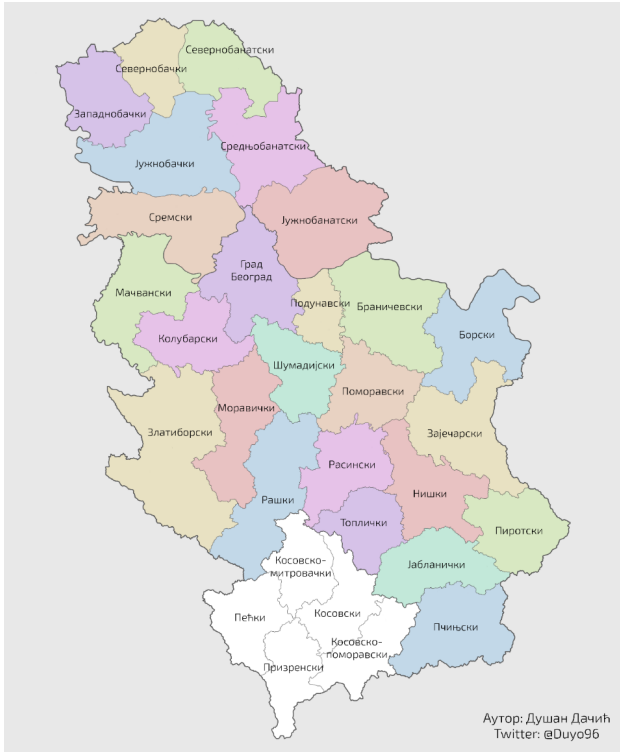 Севернобанатски
Севернобачки
Западнобачки
Средњобанатски
Јужнобачки
Сремски
Јужнобанатски
Град
Београд
Мачвански
Подунавски
Браничевски
Колубарски
Борски
Шумадијски
Поморавски
Моравички
Златиборски
Зајечарски
Расински
Нишки
Рашки
Топлички
Пиротски
Косовско-
митровачки
Јабланички
Пећки
Косовски
Пчињски
Косовско-
поморавски
Призренски
Аутор: Душан Дачић
Twitter: @Duyo96